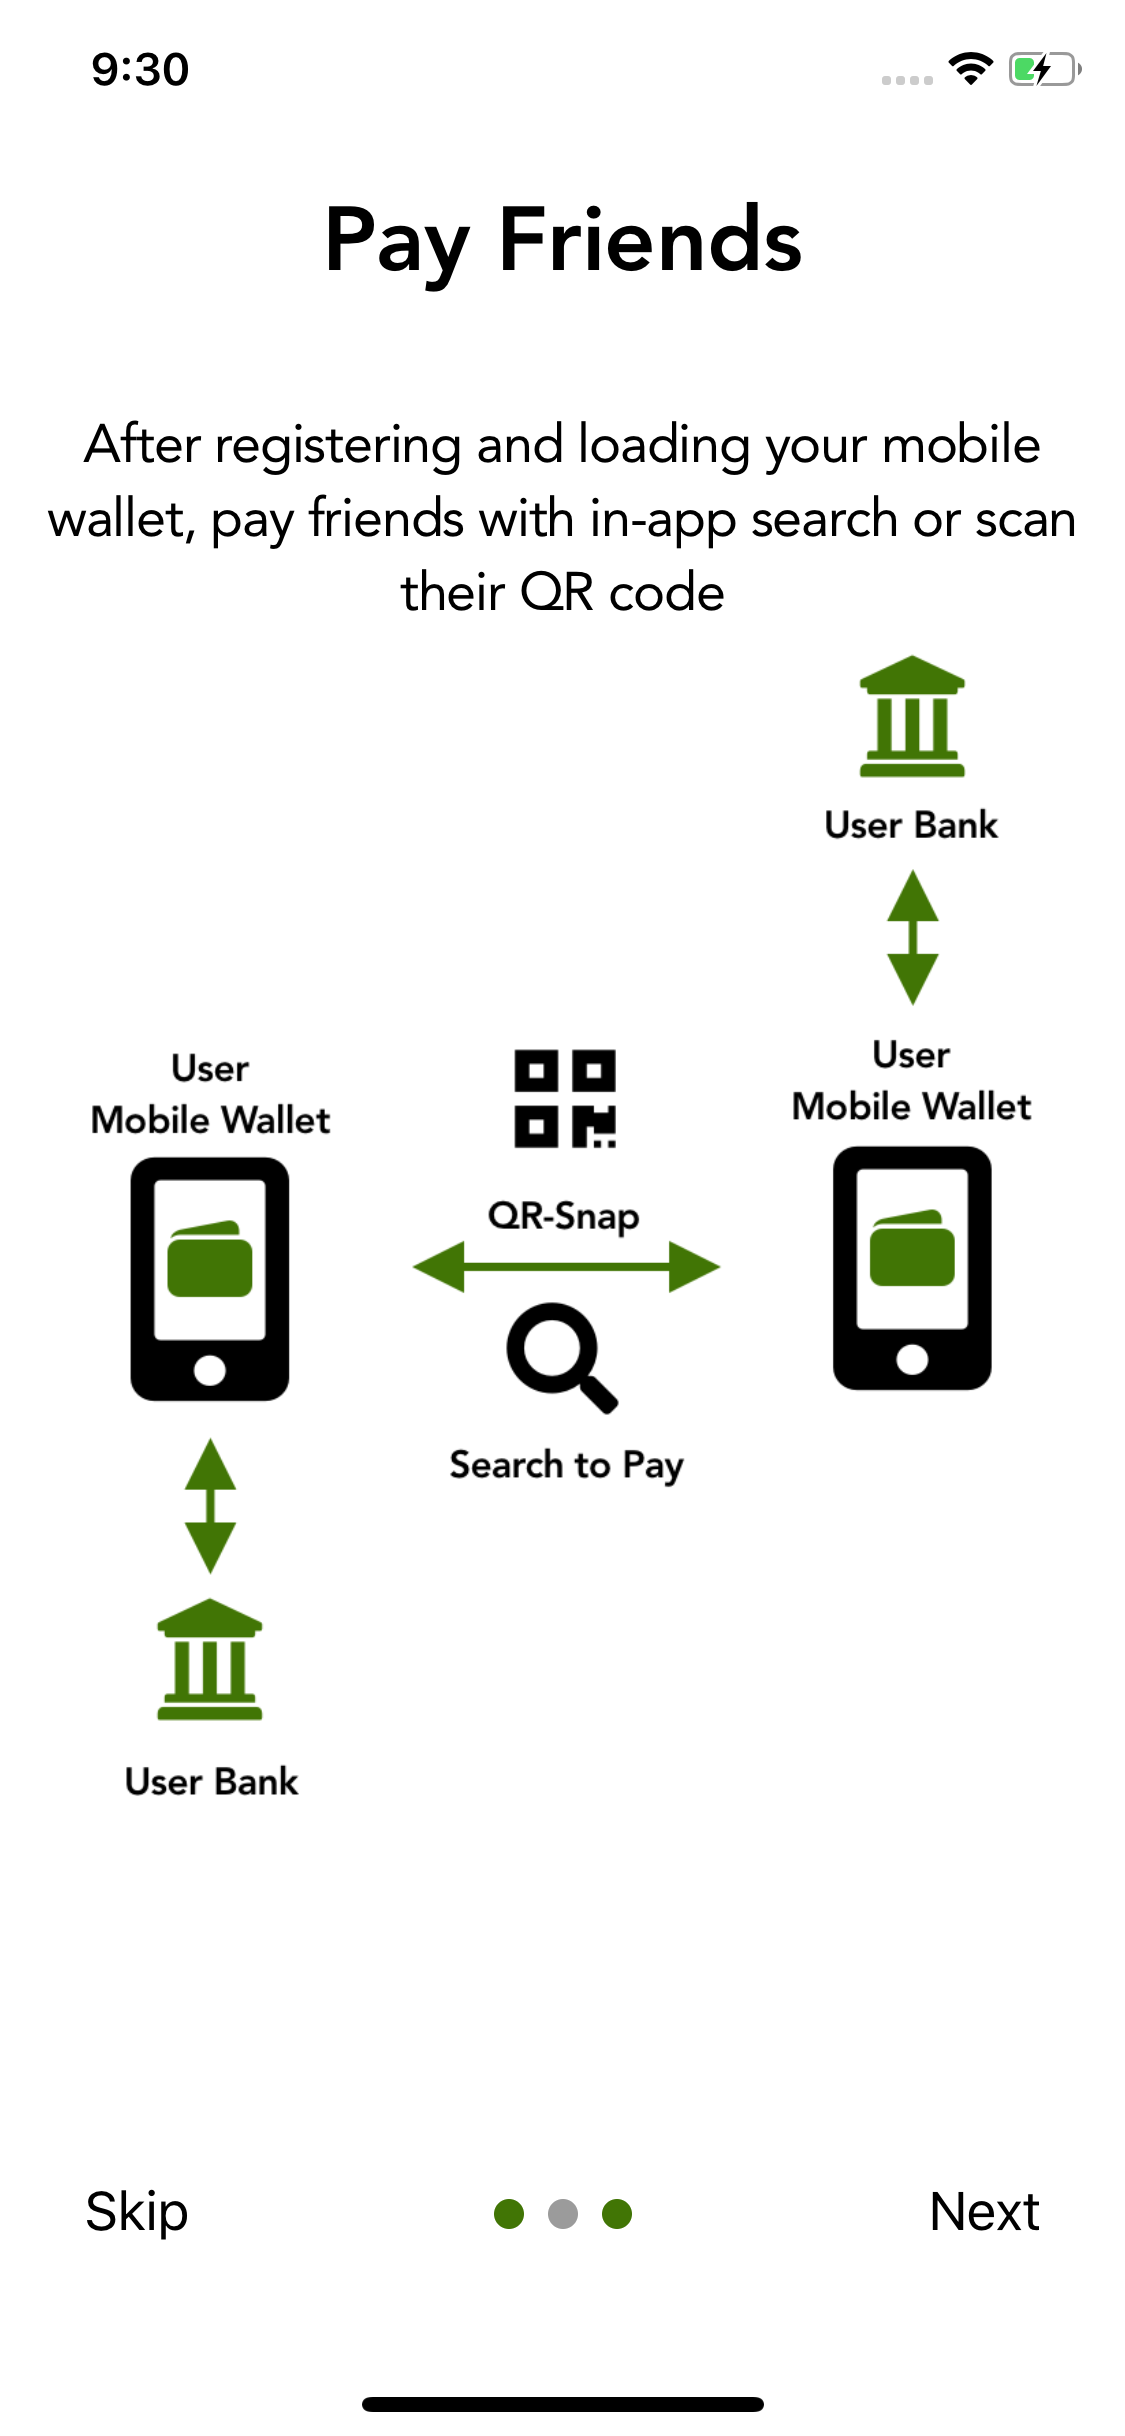 9:30
Pay Friends
After registering and loading your mobile
wallet, pay friends with in-app search or scan
their QR code
User Bank
User
Mobile Wallet
User
Mobile Wallet
QR-Snap
Search to Pay
User Bank
Skip
Next